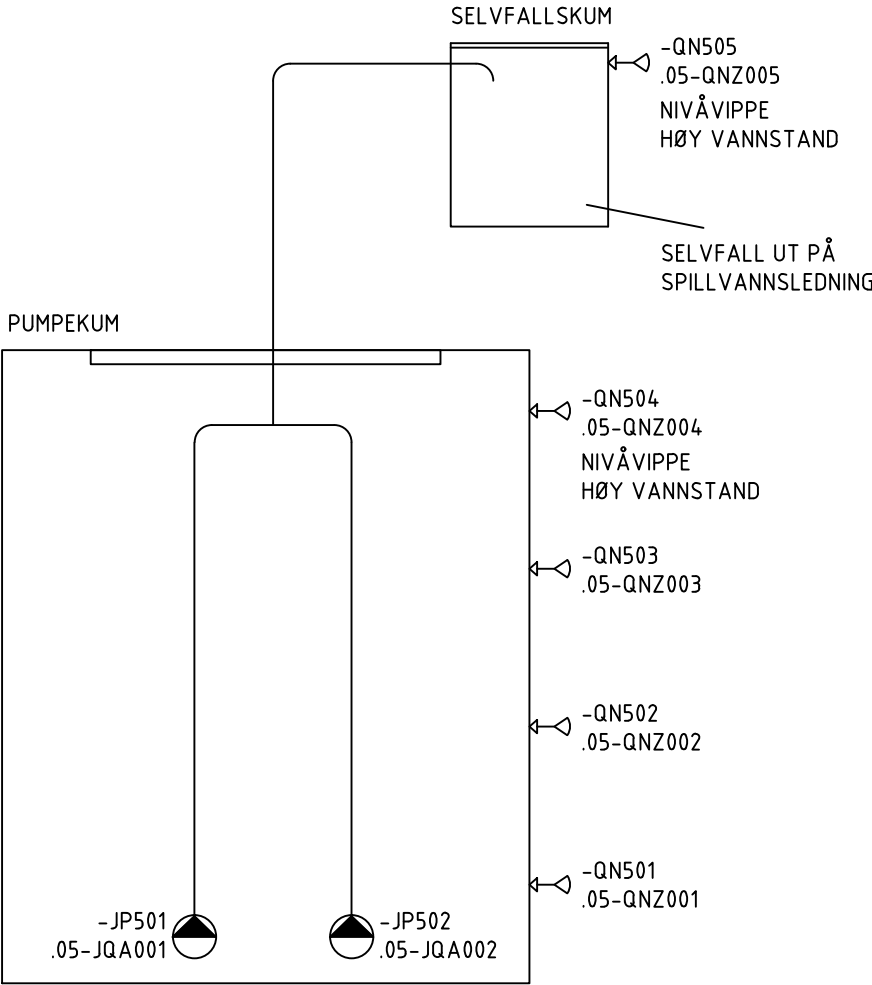 SELVFALLSKUM
-QN505
.05-QNZ005
NIVÅVIPPE
HØY VANNSTAND
SELVFALL UT PÅ
SPILLVANNSLEDNING
PUMPEKUM
-QN504
.05-QNZ004
NIVÅVIPPE
HØY VANNSTAND
-QN503
.05-QNZ003
-QN502
.05-QNZ002
-QN501
.05-QNZ001
-JP501
.05-JQA001
-JP502
.05-JQA002